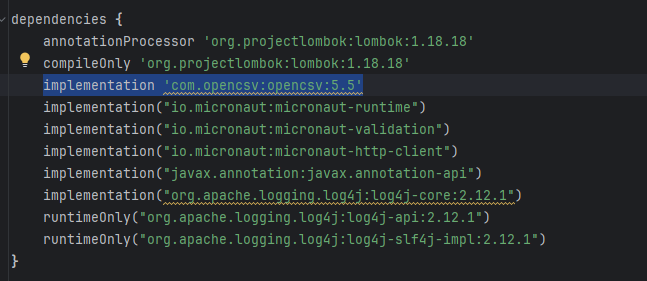 dependencies {
annotationProcessor 'org.projectlombok:lombok:1.18.18'
compileOnly 'org.projectlombok:lombok:1.18.18'
implementation 'com.opencsv:opencsv:5.5'
implementation("io.micronaut:micronaut-runtime")
implementation("io.micronaut:micronaut-validation")
implementation("io.micronaut:micronaut-http-client")
implementation("javax.annotation:javax.annotation-api")
implementation("org.apache.logging.log4j:log4j-core:2.12.1")
runtimeOnly("org.apache.logging.log4j:log4j-api:2.12.1")
runtimeOnly("org.apache.logging.log4j:log4j-slf4j-impl:2.12.1")
}